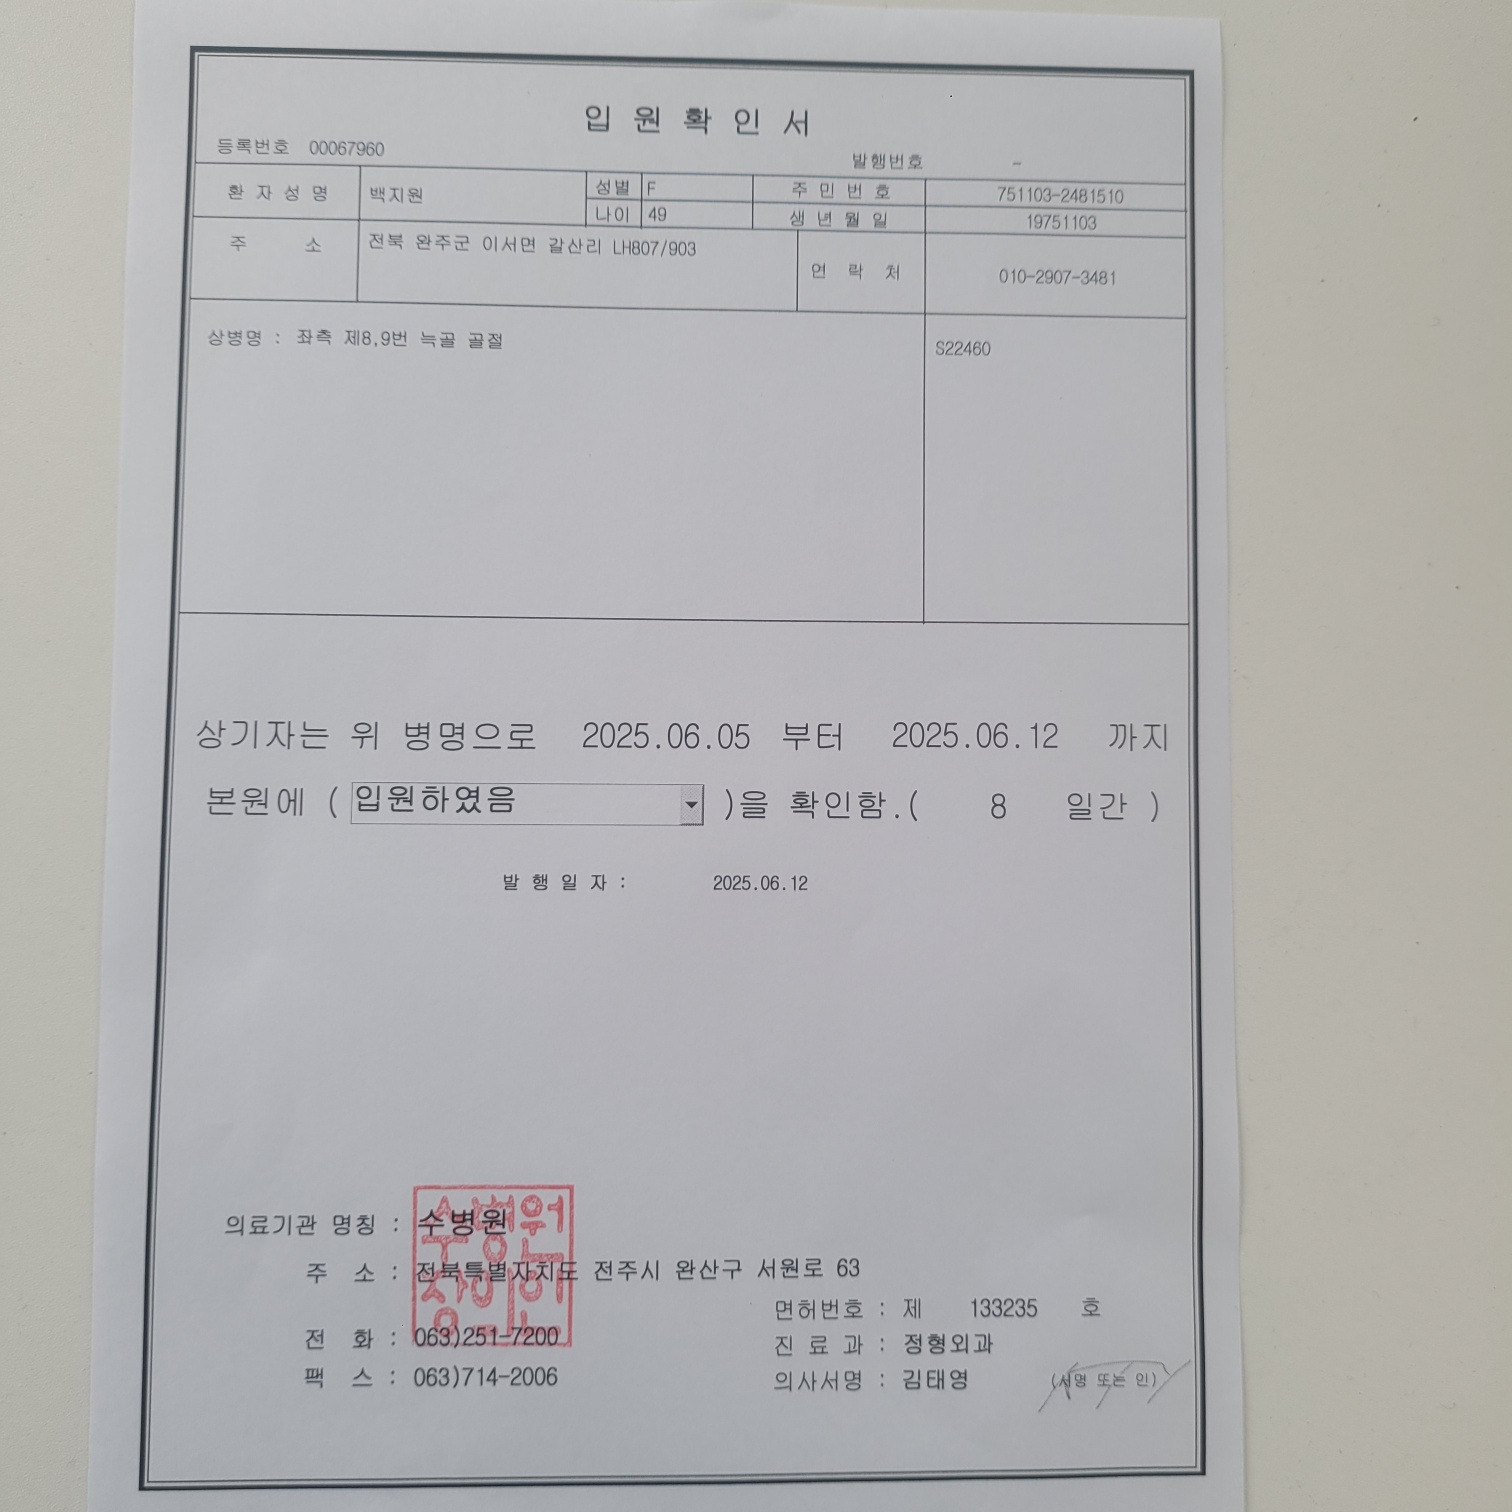 입 원 확 인 서
등록번호 00067960
발행번호 -
환 자 성 명 백지원 성별 F 주 민 번 호 751103-2481510
나이 49 생 년 월 일 19751103
주 소 전북 완주군 이서면 갈산리 LH807/903 연 락 처 010-2907-3481
상병명 : 좌측 제8,9번 늑골 골절 S22460
상기자는 위 병명으로 2025.06.05 부터 2025.06.12 까지
본원에 ( 입원하였음 )을 확인함.( 8 일간 )
발 행 일 자 : 2025.06.12
의료기관 명칭 : 수병원
수병원
장의인
주 소 : 전북특별자치도 전주시 완산구 서원로 63
면허번호 : 제 133235 호
전 화 : 063)251-7200
진 료 과 : 정형외과
팩 스 : 063)714-2006
의사서명 : 김태영 (서명 또는 인)